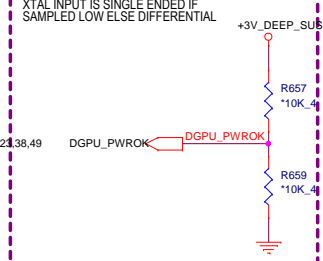 XTAL INPUT IS SINGLE ENDED IF
SAMPLED LOW ELSE DIFFERENTIAL
+3V_DEEP_SUS
R657
*10K_4
23,38,49 DGPU_PWROK DGPU_PWROK
R659
*10K_4